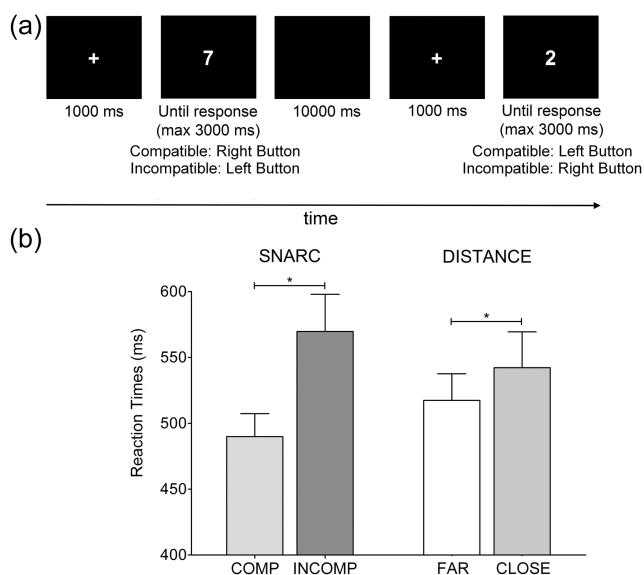 (a)
+
7
+
2
1000 ms
Until response
(max 3000 ms)
Compatible: Right Button
Incompatible: Left Button
10000 ms
1000 ms
Until response
(max 3000 ms)
Compatible: Left Button
Incompatible: Right Button
time
(b)
SNARC
DISTANCE
*
*
600
550
500
450
400
Reaction Times (ms)
COMP
INCOMP
FAR
CLOSE